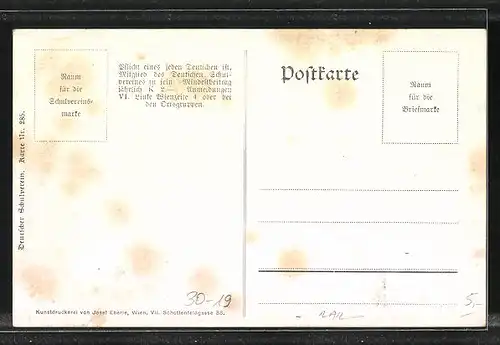 Raum
für die
Schulvereins-
marke
Pflicht eines jeden Deutschen ist,
Mitglied des Deutschen Schul-
vereines zu sein. Mindestbeitrag
jährlich K 2.— Anmeldungen:
VI. Linke Wienzeile 4 oder bei
den Ortsgruppen.
Postkarte
Raum
für die
Briefmarke
Deutscher Schulverein. Karte Nr. 285.
30-19
5,-
Kunstdruckerei von Josef Eberle, Wien, VII. Schottenfeldgasse 38.